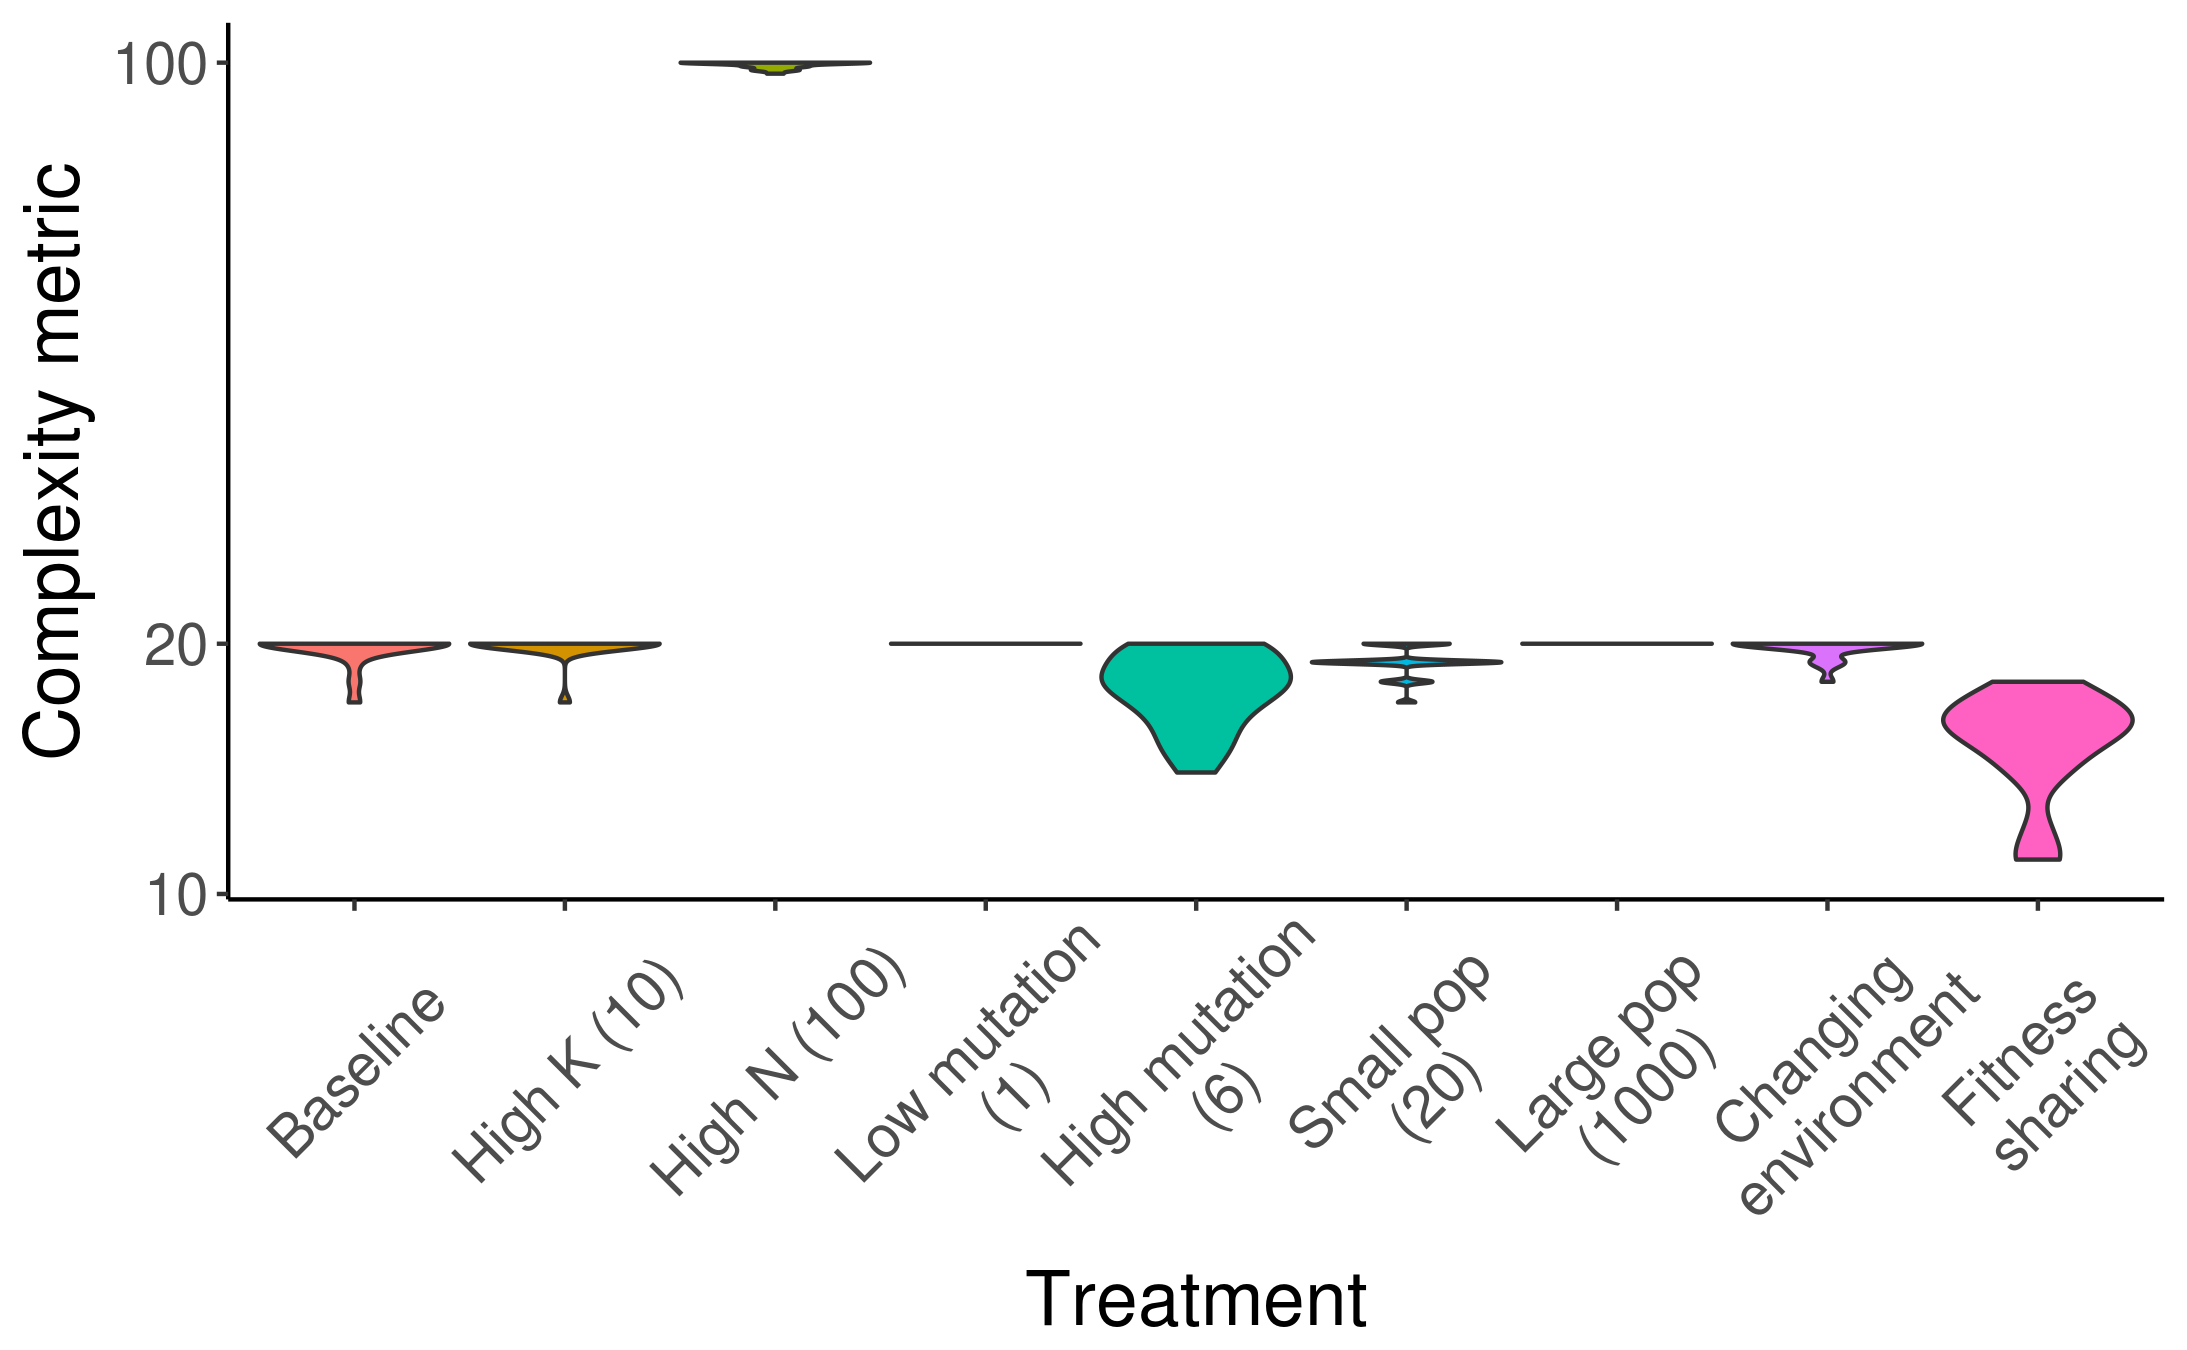 Complexity metric
100
20
10
Baseline
High K (10)
High N (100)
Low mutation
(1)
High mutation
(6)
Small pop
(20)
Large pop
(1000)
Changing
environment
Fitness
sharing
Treatment